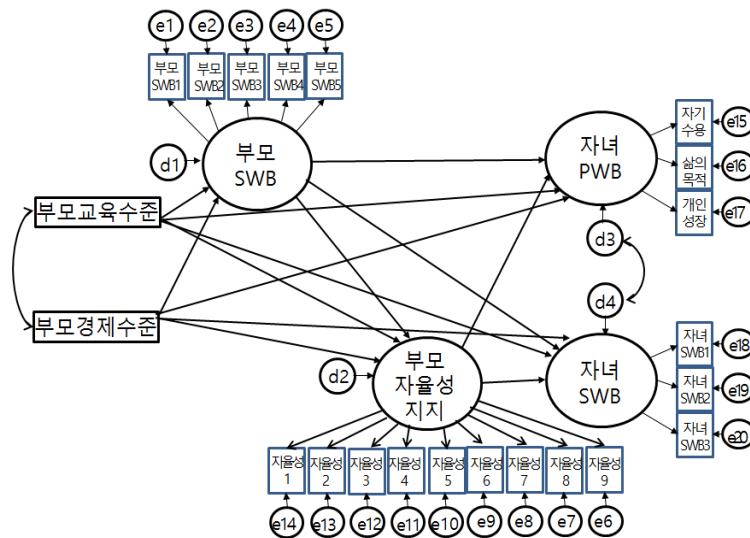 e1
e2
e3
e4
e5
부모
SWB1
부모
SWB2
부모
SWB3
부모
SWB4
부모
SWB5
d1
부모
SWB
자녀
PWB
자기
수용
e15
삶의
목적
e16
개인
성장
e17
부모교육수준
d3
d4
부모경제수준
d2
부모
자율성
지지
자녀
SWB
자녀
SWB1
e18
자녀
SWB2
e19
자녀
SWB3
e20
자율성
1
자율성
2
자율성
3
자율성
4
자율성
5
자율성
6
자율성
7
자율성
8
자율성
9
e14
e13
e12
e11
e10
e9
e8
e7
e6